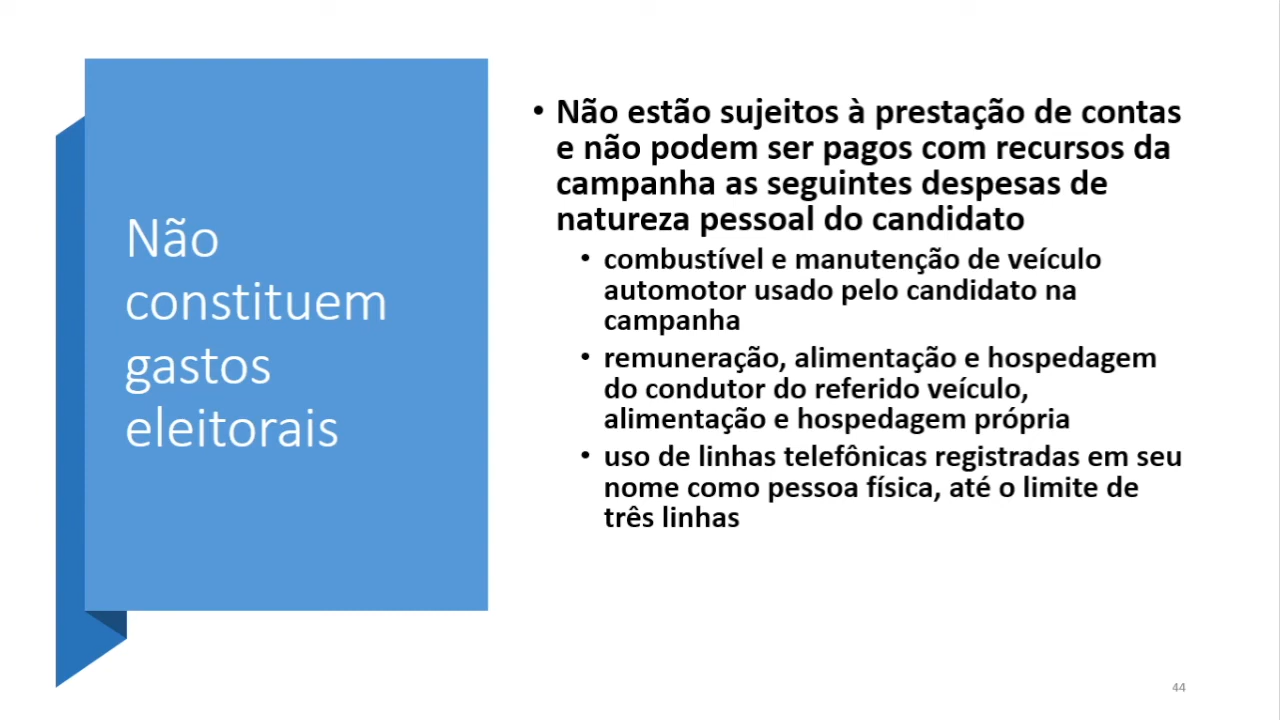 Não
constituem
gastos
eleitorais
• Não estão sujeitos à prestação de contas
e não podem ser pagos com recursos da
campanha as seguintes despesas de
natureza pessoal do candidato
• combustível e manutenção de veículo
automotor usado pelo candidato na
campanha
• remuneração, alimentação e hospedagem
do condutor do referido veículo,
alimentação e hospedagem própria
• uso de linhas telefônicas registradas em seu
nome como pessoa física, até o limite de
três linhas
44